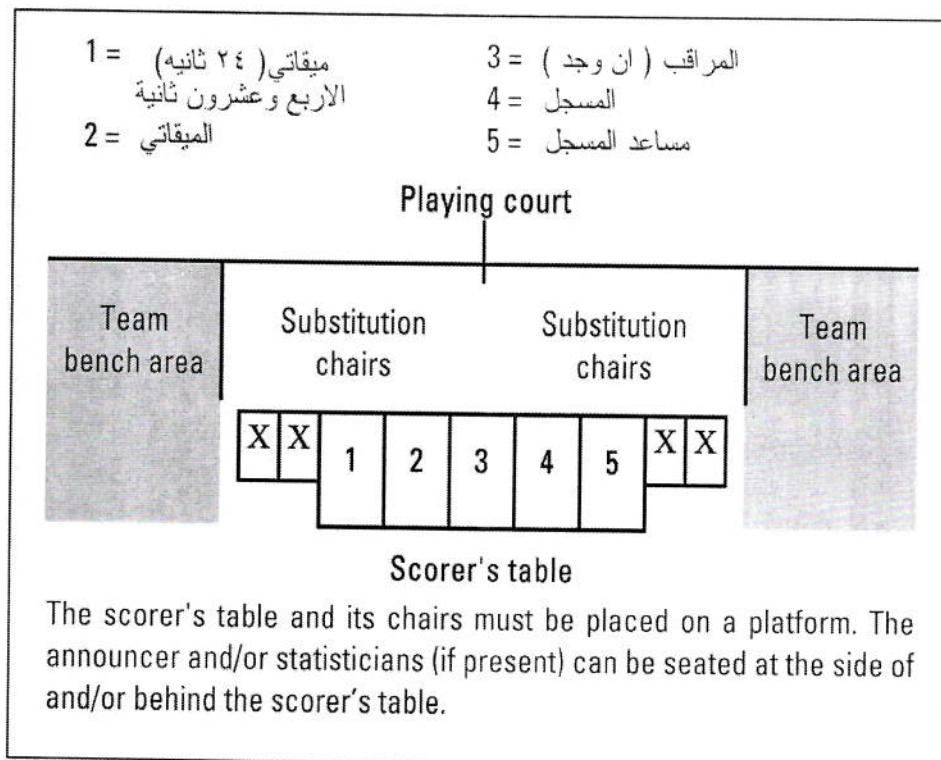 1 = ميقاتي( ٢٤ ثانيه)
الاربع وعشرون ثانية
2 = الميقاتي
3 = المراقب ( ان وجد )
4 = المسجل
5 = مساعد المسجل
Playing court
Team
bench area
Substitution
chairs
Substitution
chairs
Team
bench area
X X 1 2 3 4 5 X X
Scorer's table
The scorer's table and its chairs must be placed on a platform. The
announcer and/or statisticians (if present) can be seated at the side of
and/or behind the scorer's table.